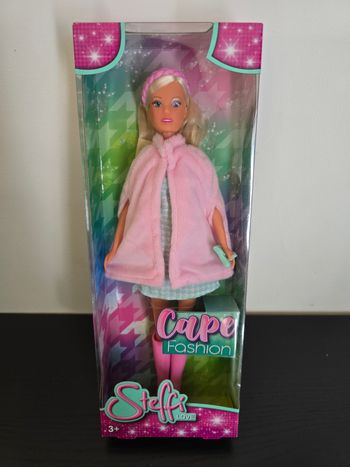 Cape
Fashion
Steffi
LOVE
3+